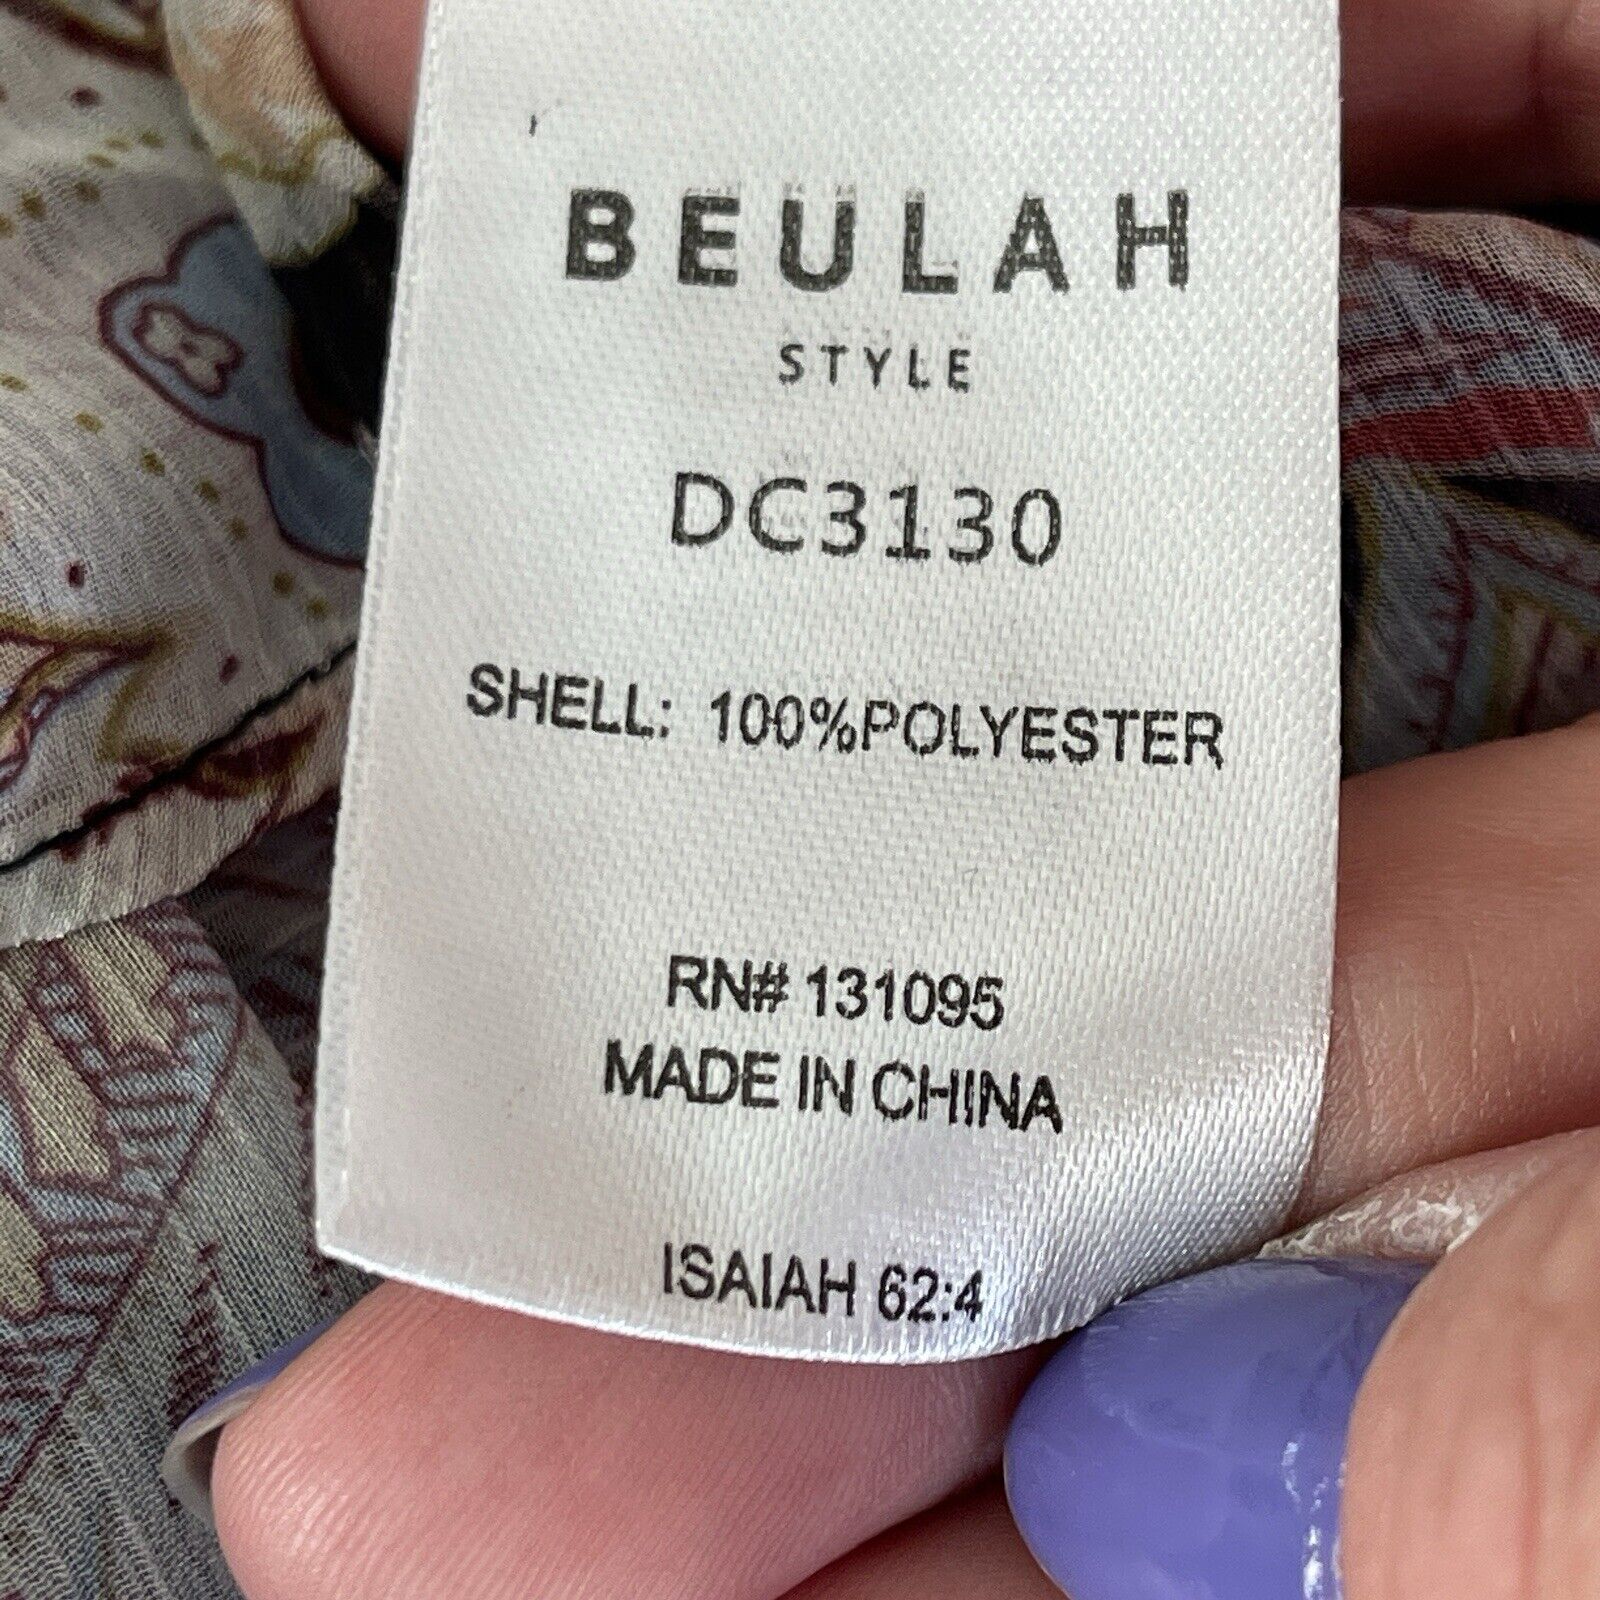 BEULAH
STYLE
DC3130
SHELL: 100%POLYESTER
RN# 131095
MADE IN CHINA
ISAIAH 62:4